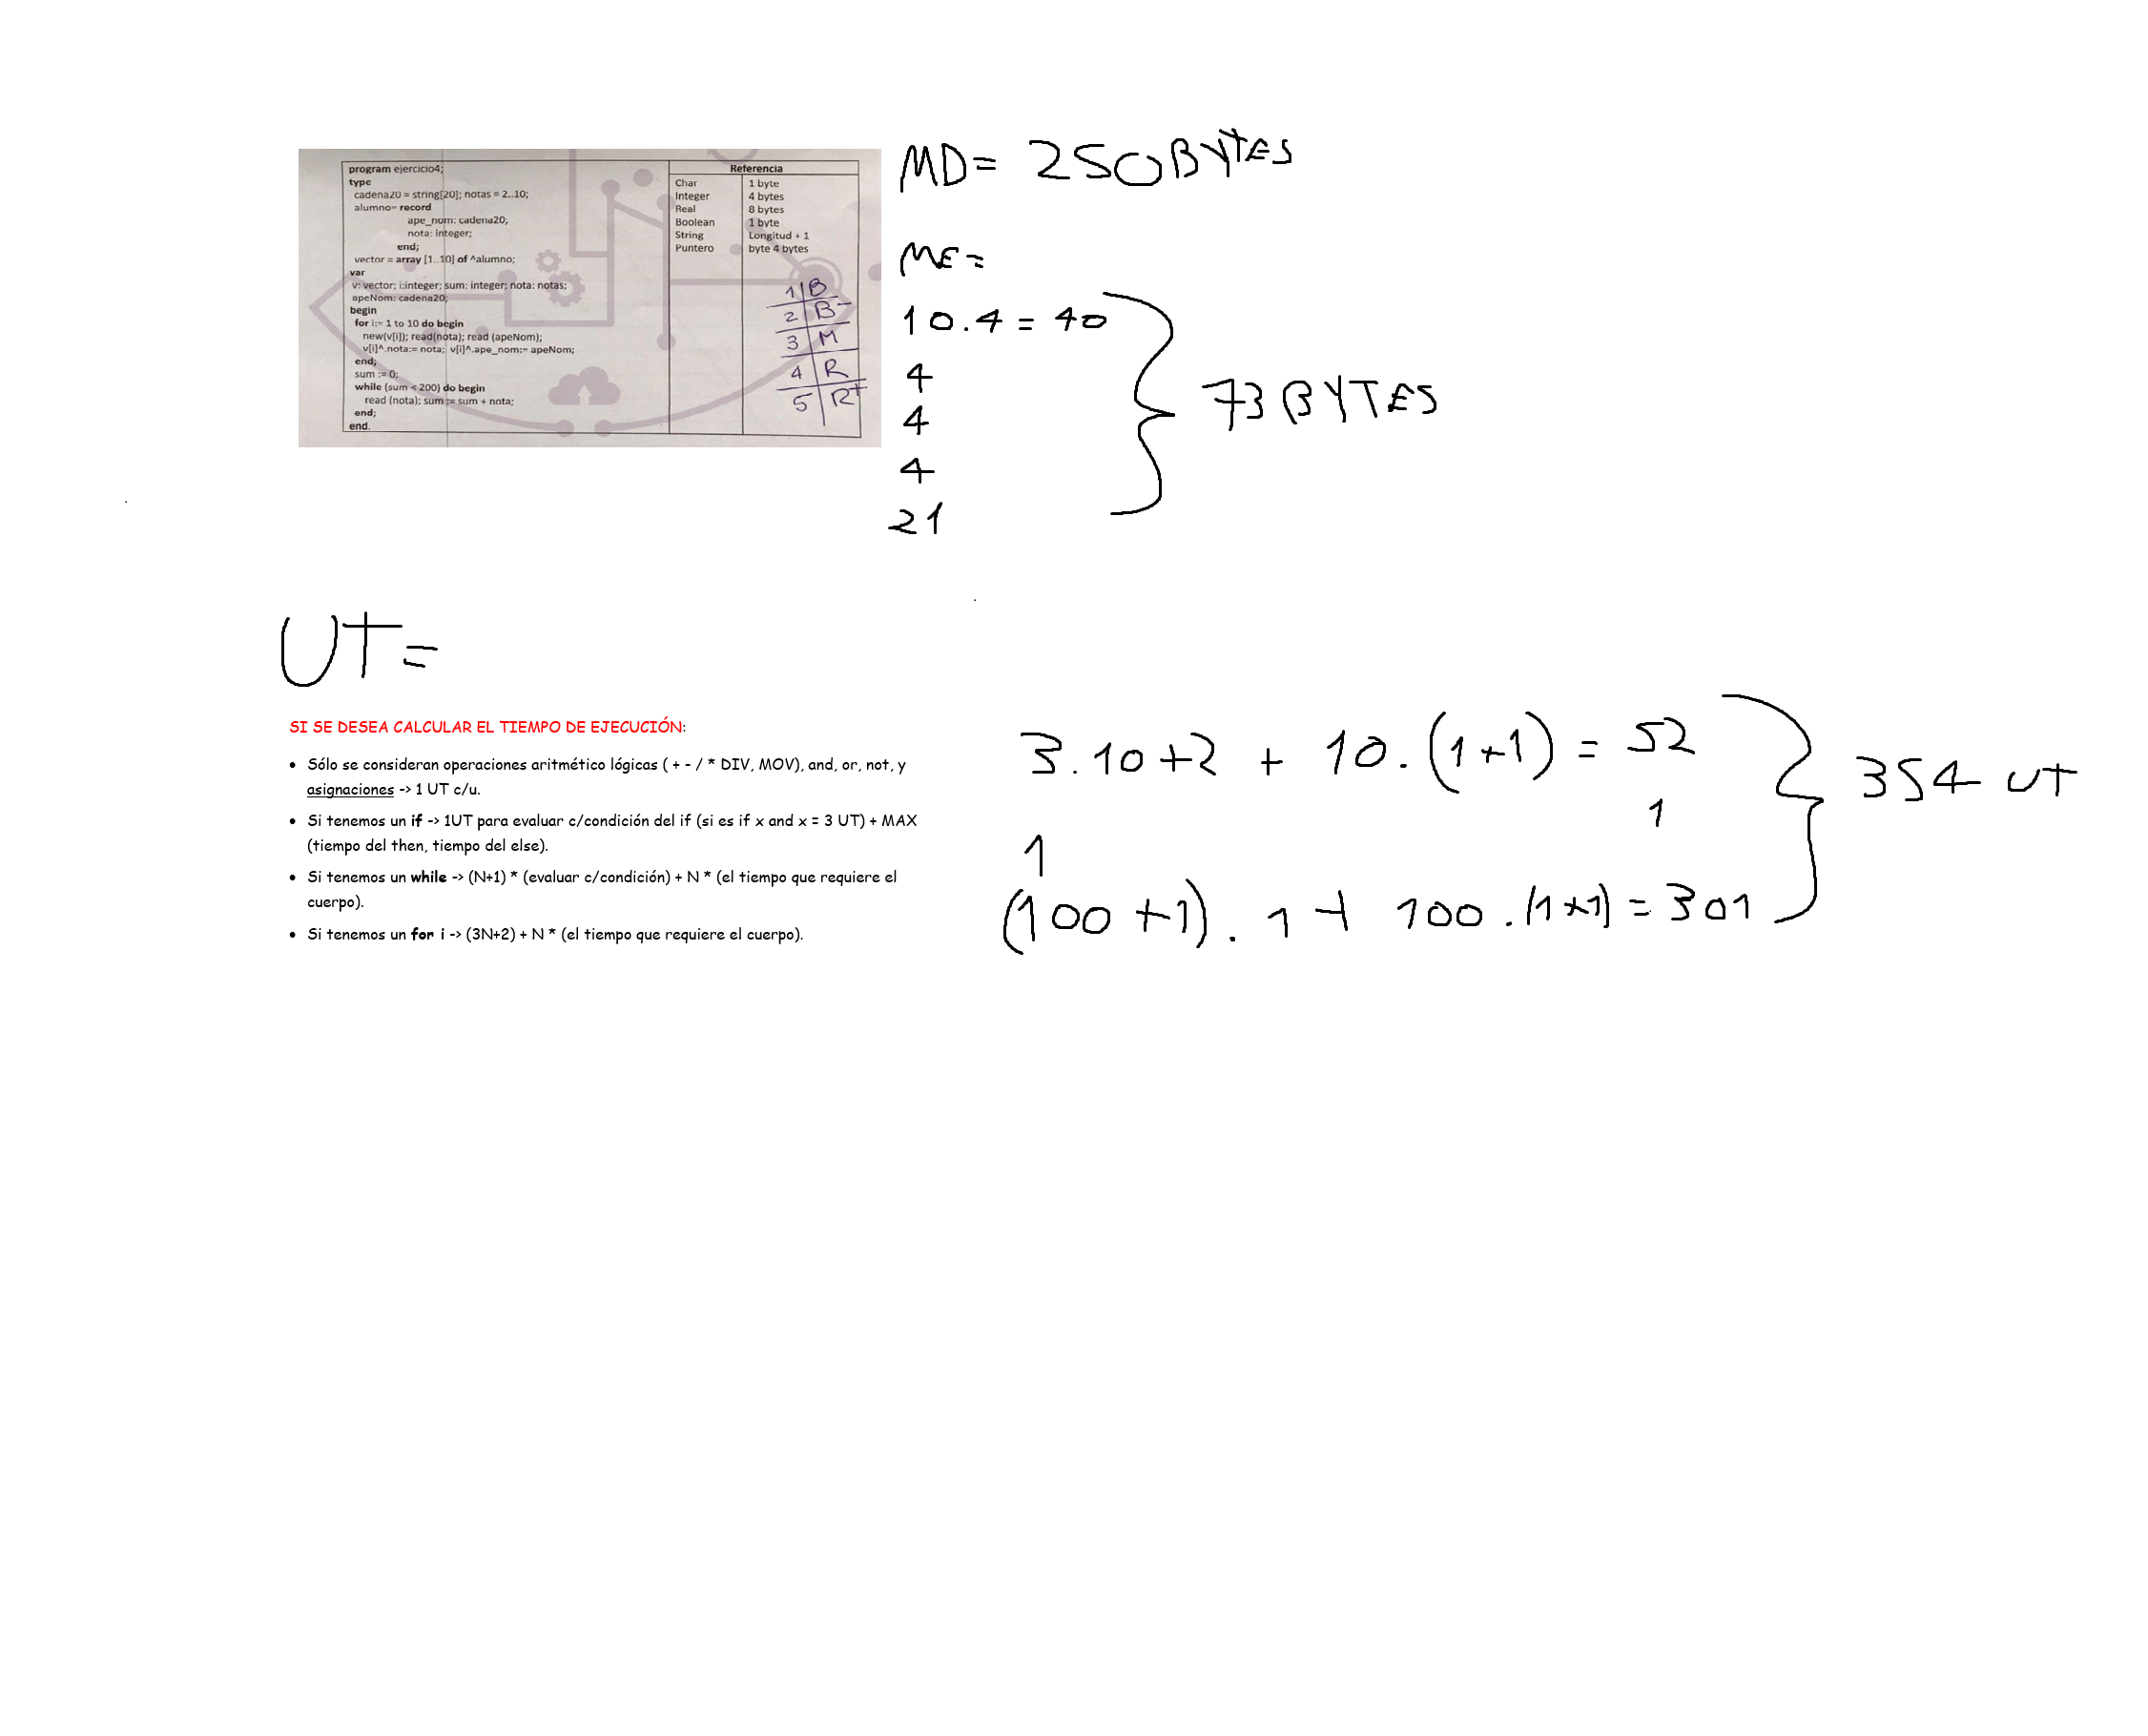 program ejercicio4;
type
cadena20 = string[20]; notas = 2..10;
alumno= record
ape_nom: cadena20;
nota: integer;
end;
vector = array [1..10] of ^alumno;
var
v: vector; i:integer; sum: integer; nota: notas;
apeNom: cadena20;
begin
for i:= 1 to 10 do begin
new(v[i]); read(nota); read (apeNom);
v[i]^.nota:= nota; v[i]^.ape_nom:= apeNom;
end;
sum := 0;
while (sum < 200) do begin
read (nota); sum := sum + nota;
end;
end.
Referencia
Char 1 byte
Integer 4 bytes
Real 8 bytes
Boolean 1 byte
String Longitud + 1
Puntero byte 4 bytes
1 B
2 B-
3 M
4 R
5 R+
MD= 250BYTES
ME=
10.4 = 40
4
4
4
21
73 BYTES
UT=
SI SE DESEA CALCULAR EL TIEMPO DE EJECUCIÓN:
• Sólo se consideran operaciones aritmético lógicas ( + - / * DIV, MOV), and, or, not, y
asignaciones -> 1 UT c/u.
• Si tenemos un if -> 1UT para evaluar c/condición del if (si es if x and x = 3 UT) + MAX
(tiempo del then, tiempo del else).
• Si tenemos un while -> (N+1) * (evaluar c/condición) + N * (el tiempo que requiere el
cuerpo).
• Si tenemos un for i -> (3N+2) + N * (el tiempo que requiere el cuerpo).
3.10+2 + 10.(1+1) = 52
1
1
(100+1).1+ 100.(1+1)=301
354 UT